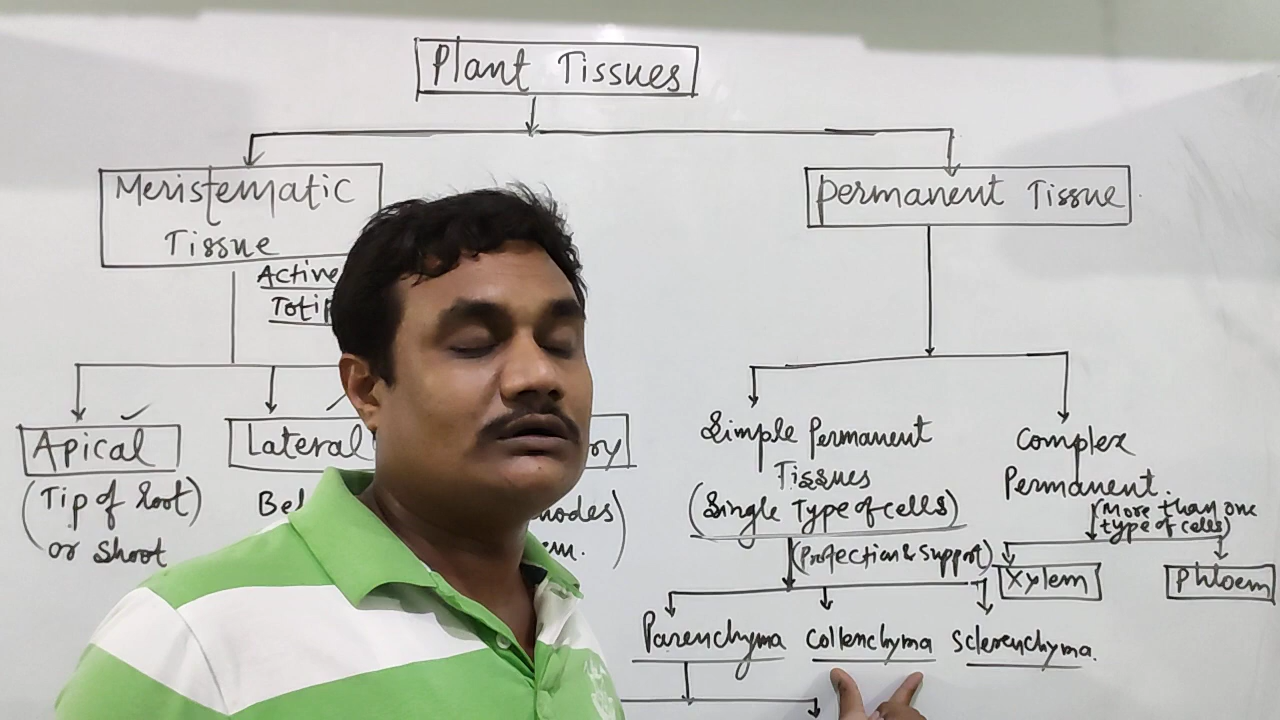 Plant Tissues
Meristematic
Tissue
Permanent Tissue
Active
Apical
Lateral
(Tip of Root)
or Shoot
nodes)
Simple Permanent
Tissues
(Single Type of cells)
(Protection & Support)
Complex
Permanent.
(More than one
type of cells)
Xylem
Phloem
Parenchyma
Collenchyma
Sclerenchyma.